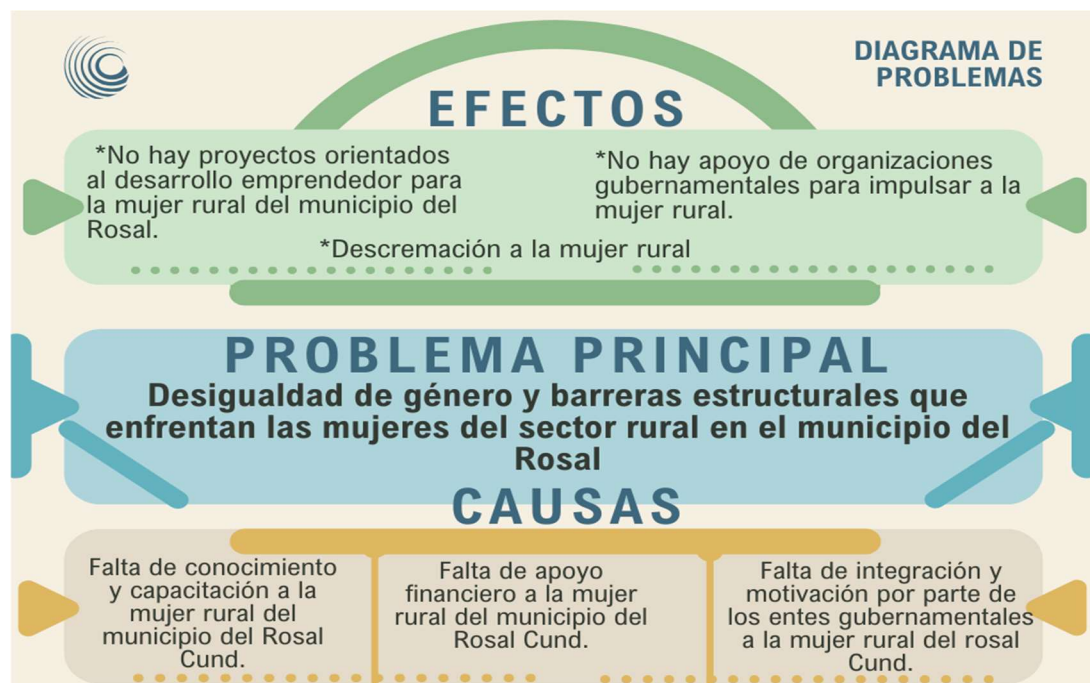 DIAGRAMA DE
PROBLEMAS
EFECTOS
*No hay proyectos orientados
al desarrollo emprendedor para
la mujer rural del municipio del
Rosal.
*No hay apoyo de organizaciones
gubernamentales para impulsar a la
mujer rural.
*Descremación a la mujer rural
PROBLEMA PRINCIPAL
Desigualdad de género y barreras estructurales que
enfrentan las mujeres del sector rural en el municipio del
Rosal
CAUSAS
Falta de conocimiento
y capacitación a la
mujer rural del
municipio del Rosal
Cund.
Falta de apoyo
financiero a la mujer
rural del municipio del
Rosal Cund.
Falta de integración y
motivación por parte de
los entes gubernamentales
a la mujer rural del rosal
Cund.